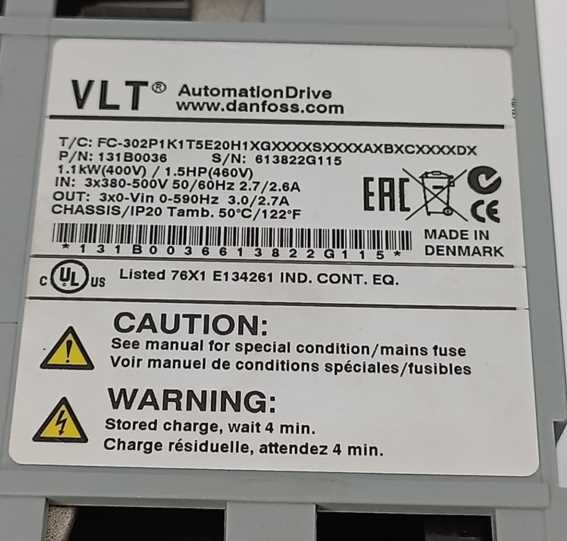 VLT® AutomationDrive
www.danfoss.com
T/C: FC-302P1K1T5E20H1XGXXXXSXXXXAXBXCXXXXDX
P/N: 131B0036 S/N: 613822G115
1.1kW(400V) / 1.5HP(460V)
IN: 3x380-500V 50/60Hz 2.7/2.6A
OUT: 3x0-Vin 0-590Hz 3.0/2.7A
CHASSIS/IP20 Tamb. 50°C/122°F
EAC
CE
*131B0036613822G115*
MADE IN
DENMARK
c UL US Listed 76X1 E134261 IND. CONT. EQ.
CAUTION:
See manual for special condition/mains fuse
Voir manuel de conditions spéciales/fusibles
WARNING:
Stored charge, wait 4 min.
Charge résiduelle, attendez 4 min.